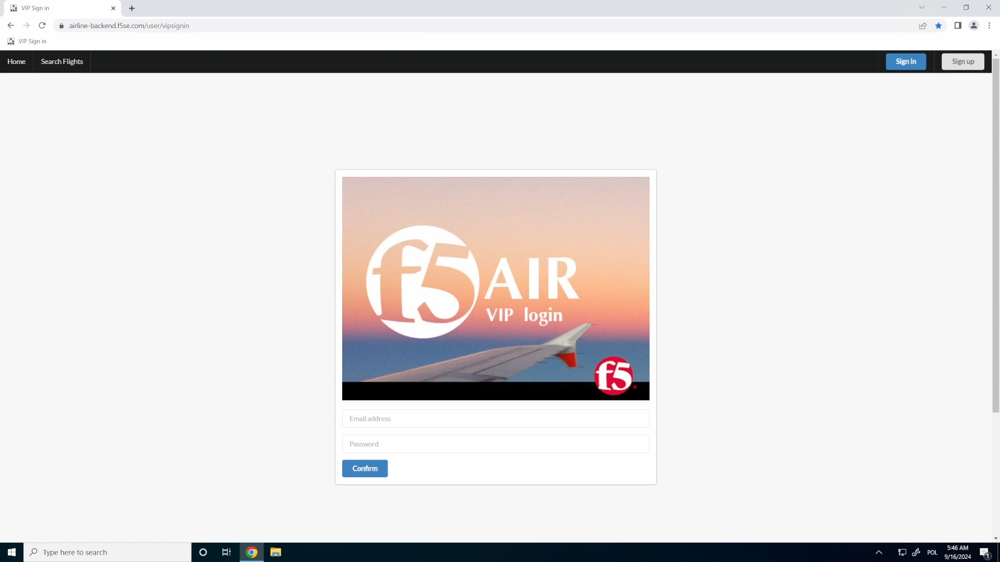 VIP Sign in
airline-backend.f5se.com/user/vipsignin
VIP Sign in
Home
Search Flights
Sign in
Sign up
f5 AIR
VIP login
f5
Email address
Password
Confirm
Type here to search
POL
5:46 AM
9/16/2024
1